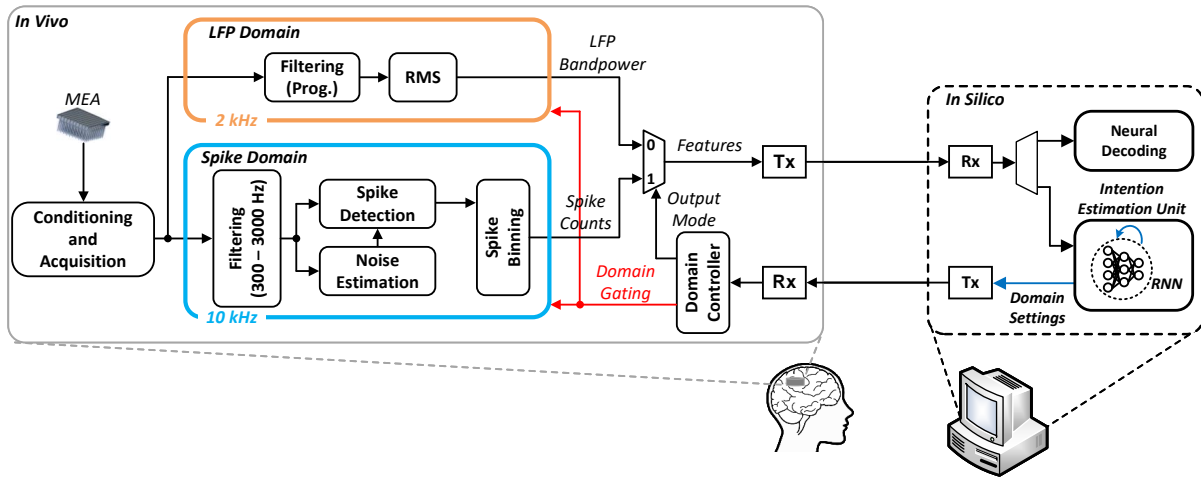 In Vivo
LFP Domain
Filtering
(Prog.)
RMS
2 kHz
LFP
Bandpower
MEA
Conditioning
and
Acquisition
Spike Domain
Filtering
(300 – 3000 Hz)
Spike
Detection
Noise
Estimation
Spike
Binning
10 kHz
Spike
Counts
0
1
Features
Output
Mode
Domain
Gating
Domain
Controller
Tx
Rx
In Silico
Rx
Neural
Decoding
Intention
Estimation Unit
RNN
Tx
Domain
Settings